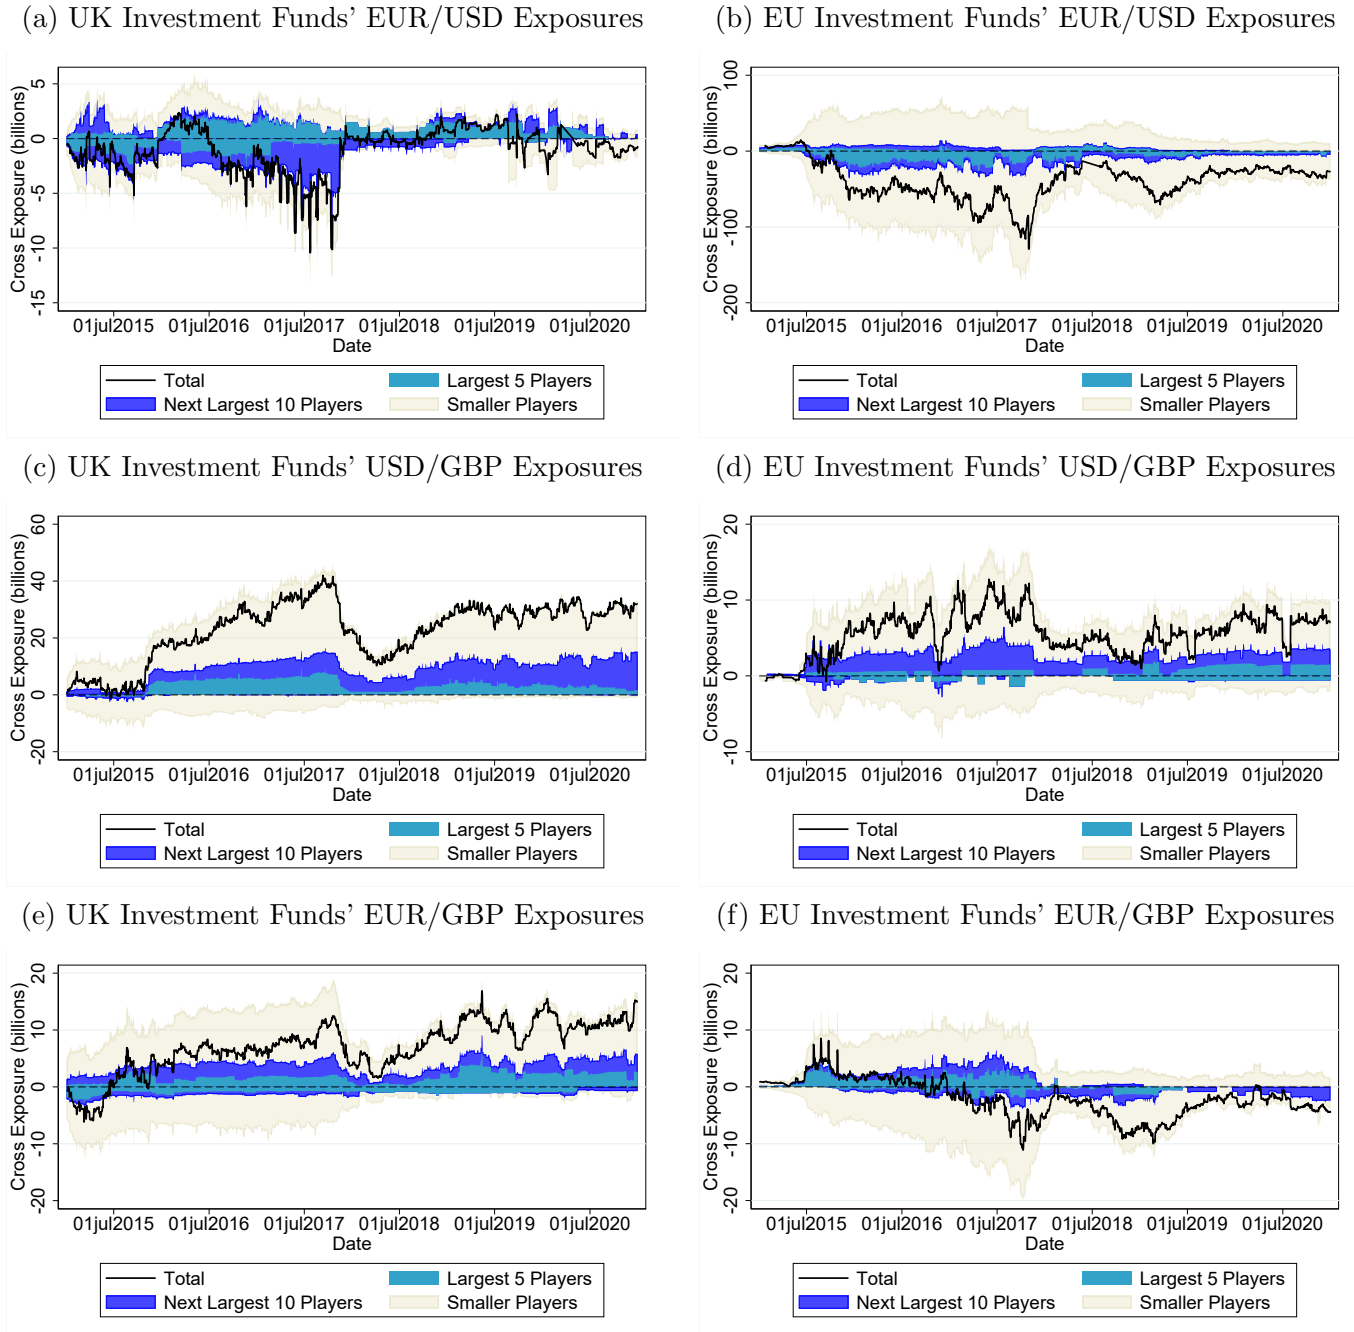 (a) UK Investment Funds' EUR/USD Exposures
Cross Exposure (billions)
5
0
-5
-10
-15
01jul2015 01jul2016 01jul2017 01jul2018 01jul2019 01jul2020
Date
Total
Largest 5 Players
Next Largest 10 Players
Smaller Players
(b) EU Investment Funds' EUR/USD Exposures
Cross Exposure (billions)
100
0
-100
-200
01jul2015 01jul2016 01jul2017 01jul2018 01jul2019 01jul2020
Date
Total
Largest 5 Players
Next Largest 10 Players
Smaller Players
(c) UK Investment Funds' USD/GBP Exposures
Cross Exposure (billions)
60
40
20
0
-20
01jul2015 01jul2016 01jul2017 01jul2018 01jul2019 01jul2020
Date
Total
Largest 5 Players
Next Largest 10 Players
Smaller Players
(d) EU Investment Funds' USD/GBP Exposures
Cross Exposure (billions)
20
10
0
-10
01jul2015 01jul2016 01jul2017 01jul2018 01jul2019 01jul2020
Date
Total
Largest 5 Players
Next Largest 10 Players
Smaller Players
(e) UK Investment Funds' EUR/GBP Exposures
Cross Exposure (billions)
20
10
0
-10
-20
01jul2015 01jul2016 01jul2017 01jul2018 01jul2019 01jul2020
Date
Total
Largest 5 Players
Next Largest 10 Players
Smaller Players
(f) EU Investment Funds' EUR/GBP Exposures
Cross Exposure (billions)
20
10
0
-10
-20
01jul2015 01jul2016 01jul2017 01jul2018 01jul2019 01jul2020
Date
Total
Largest 5 Players
Next Largest 10 Players
Smaller Players